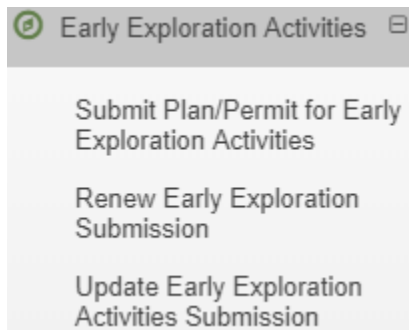 Early Exploration Activities
Submit Plan/Permit for Early
Exploration Activities
Renew Early Exploration
Submission
Update Early Exploration
Activities Submission